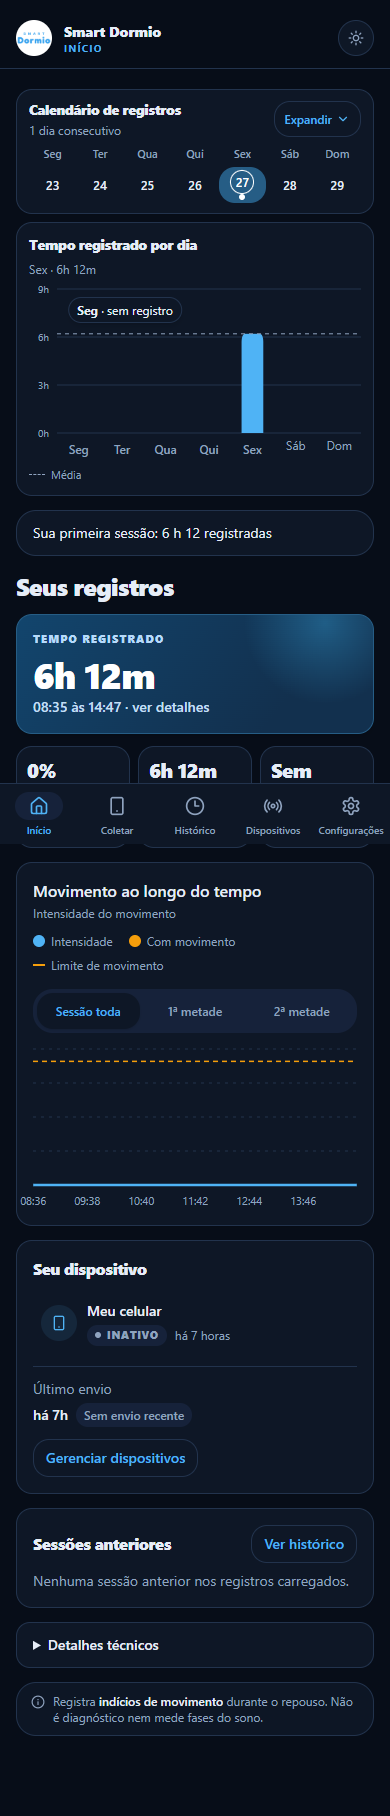 SMART
Dormio
Smart Dormio
INÍCIO
Calendário de registros
1 dia consecutivo
Expandir
Seg Ter Qua Qui Sex Sáb Dom
23 24 25 26 27 28 29
Tempo registrado por dia
Sex · 6h 12m
9h
Seg · sem registro
6h
3h
0h
Seg Ter Qua Qui Sex Sáb Dom
Média
Sua primeira sessão: 6 h 12 registradas
Seus registros
TEMPO REGISTRADO
6h 12m
08:35 às 14:47 · ver detalhes
0% 6h 12m Sem
Início Coletar Histórico Dispositivos Configurações
Movimento ao longo do tempo
Intensidade do movimento
Intensidade Com movimento
Limite de movimento
Sessão toda 1ª metade 2ª metade
08:36 09:38 10:40 11:42 12:44 13:46
Seu dispositivo
Meu celular
INATIVO há 7 horas
Último envio
há 7h Sem envio recente
Gerenciar dispositivos
Sessões anteriores Ver histórico
Nenhuma sessão anterior nos registros carregados.
Detalhes técnicos
Registra indícios de movimento durante o repouso. Não
é diagnóstico nem mede fases do sono.